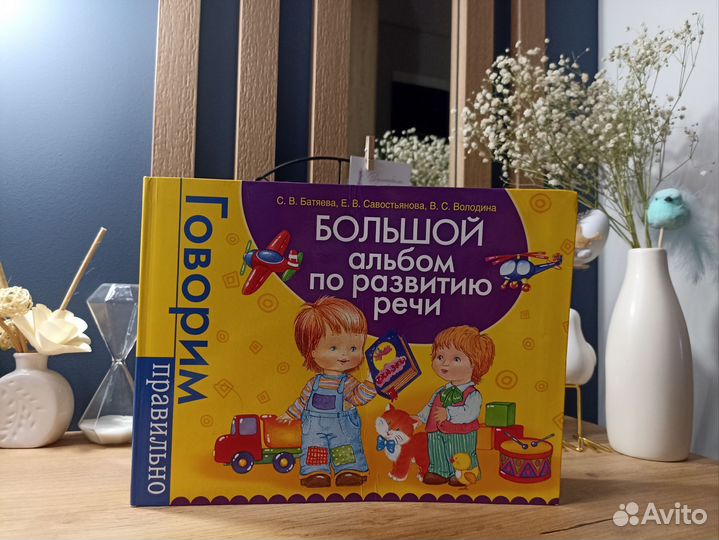 С. В. Батяева, Е. В. Савостьянова, В. С. Володина
БОЛЬШОЙ
альбом
по развитию
речи
Говорим
правильно
Avito